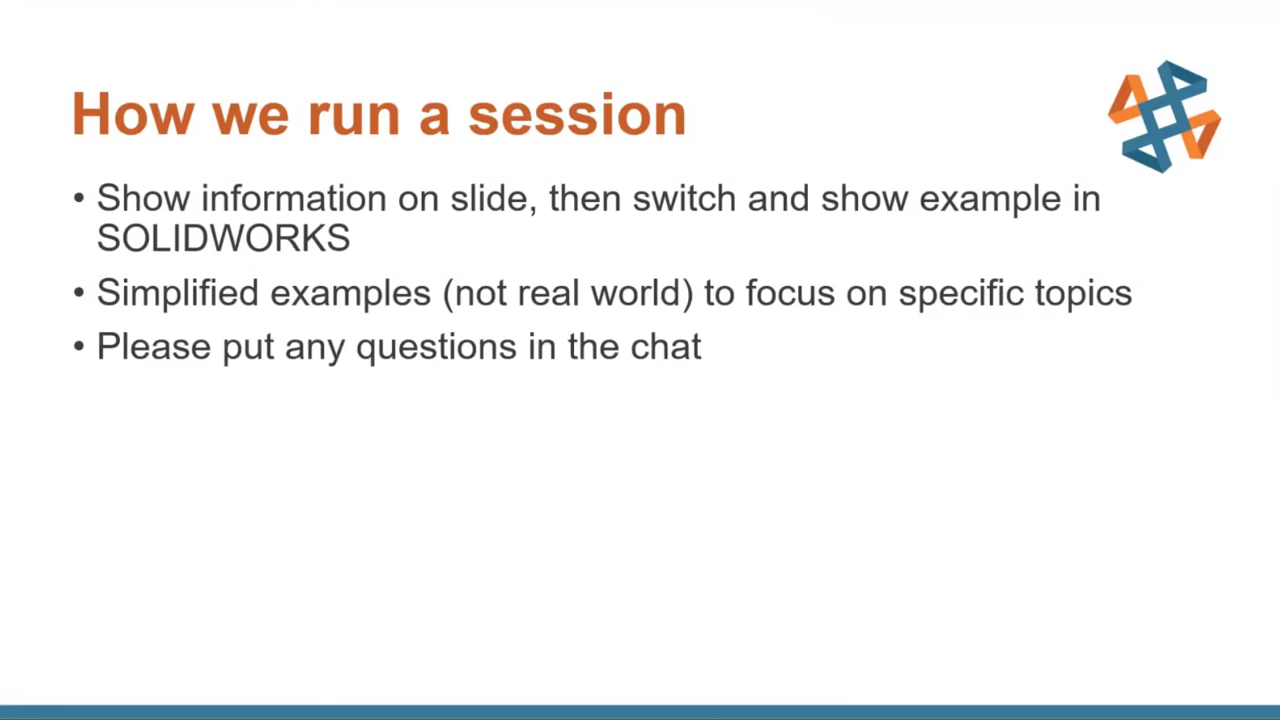 How we run a session
• Show information on slide, then switch and show example in
SOLIDWORKS
• Simplified examples (not real world) to focus on specific topics
• Please put any questions in the chat